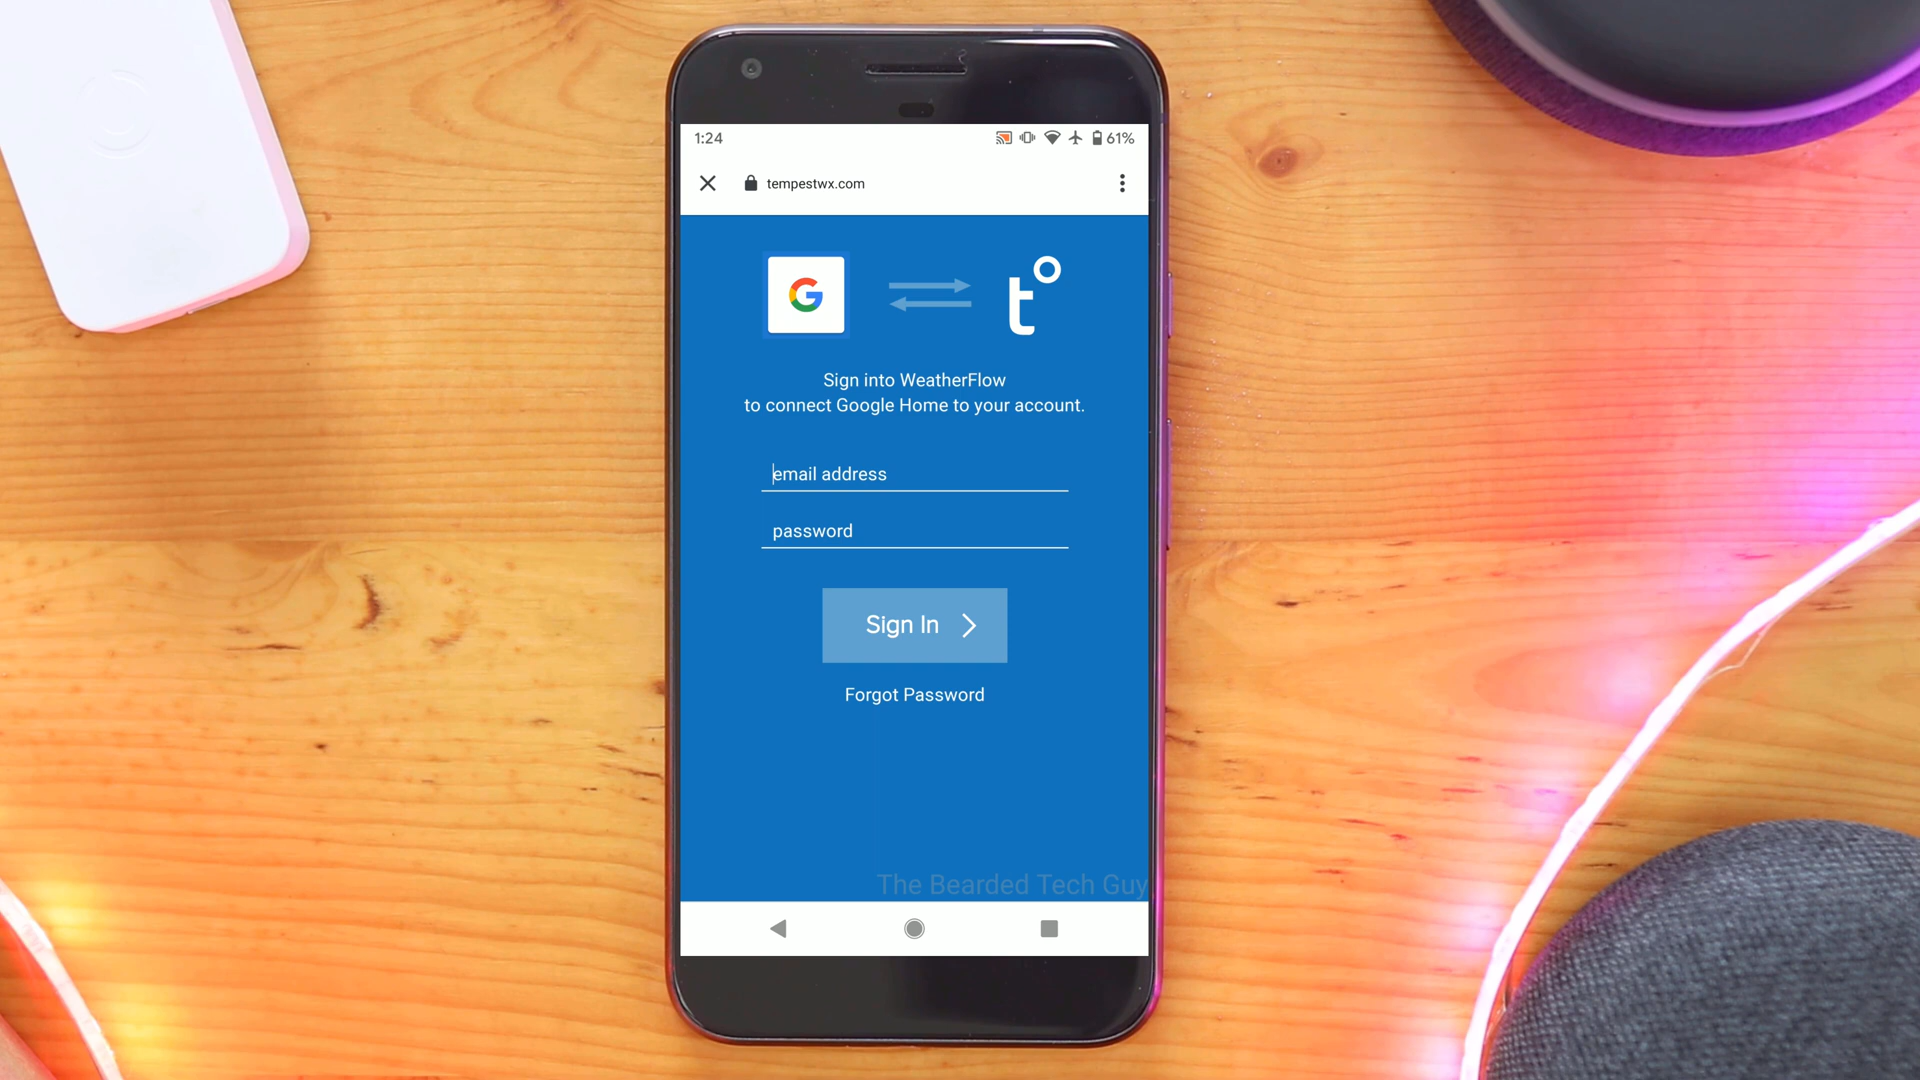 1:24 61%
tempestwx.com
G t°
Sign into WeatherFlow
to connect Google Home to your account.
email address
password
Sign In
Forgot Password
The Bearded Tech Guy